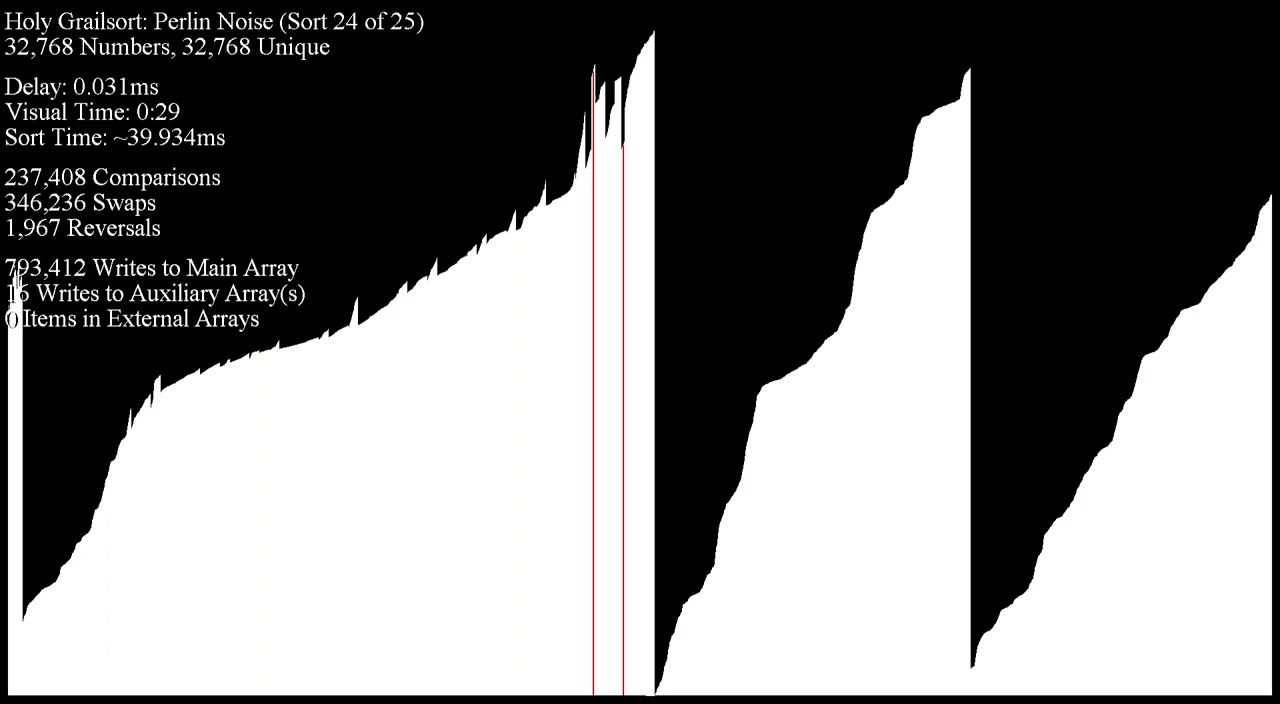 Holy Grailsort: Perlin Noise (Sort 24 of 25)
32,768 Numbers, 32,768 Unique
Delay: 0.031ms
Visual Time: 0:29
Sort Time: ~39.934ms
237,408 Comparisons
346,236 Swaps
1,967 Reversals
793,412 Writes to Main Array
16 Writes to Auxiliary Array(s)
0 Items in External Arrays